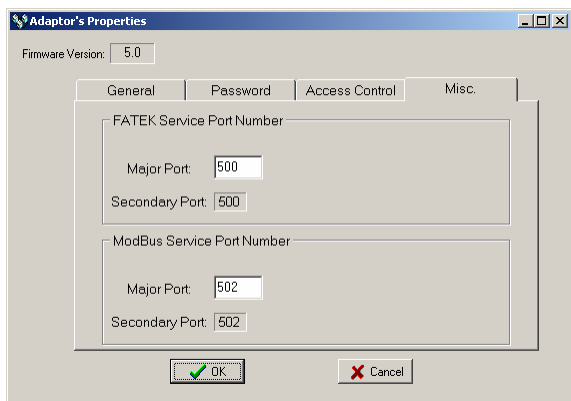 Adaptor's Properties
Firmware Version: 5.0
General Password Access Control Misc.
FATEK Service Port Number
Major Port: 500
Secondary Port: 500
ModBus Service Port Number
Major Port: 502
Secondary Port: 502
OK Cancel